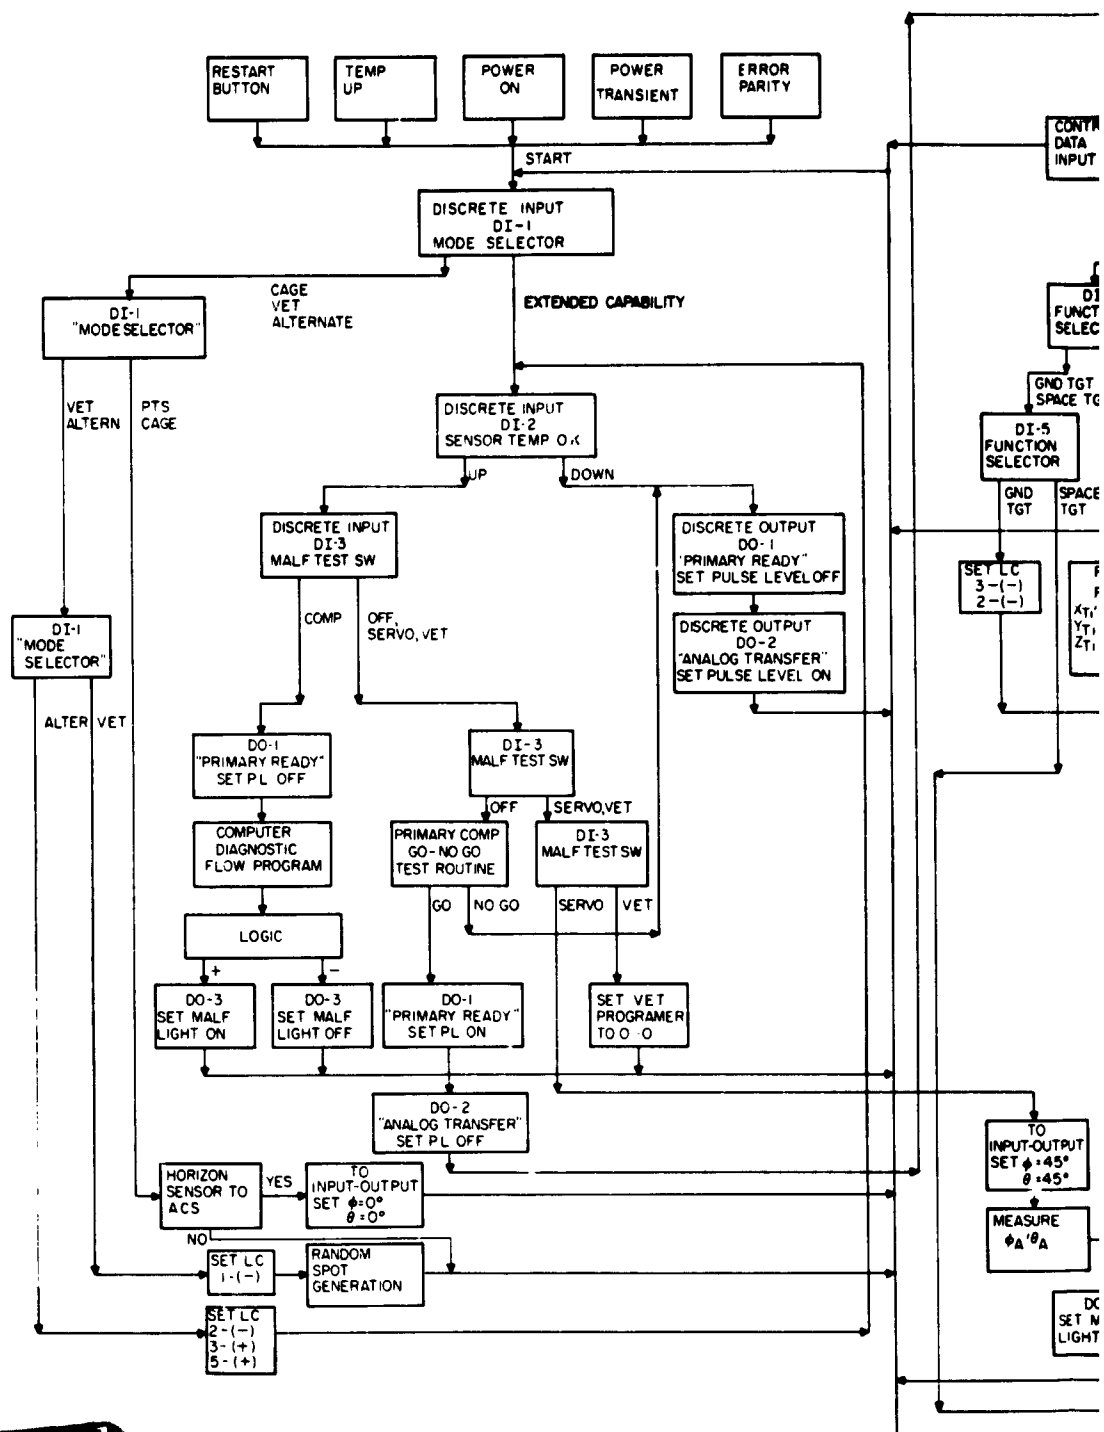 RESTART
BUTTON
TEMP
UP
POWER
ON
POWER
TRANSIENT
ERROR
PARITY
START
DATA
INPUT
DISCRETE INPUT
DI-1
MODE SELECTOR
CAGE
VET
ALTERNATE
EXTENDED CAPABILITY
DI-1
"MODE SELECTOR"
VET
ALTERN
PTS
CAGE
GND TGT
DISCRETE INPUT
DI-2
SENSOR TEMP OK
UP
DOWN
DI-5
FUNCTION
SELECTOR
GND
TGT
SPACE
TGT
DISCRETE INPUT
DI-3
MALF TEST SW
DISCRETE OUTPUT
DO-1
"PRIMARY READY"
SET PULSE LEVEL OFF
SET LC
3-(-)
2-(-)
COMP
OFF,
SERVO, VET
DISCRETE OUTPUT
DO-2
"ANALOG TRANSFER"
SET PULSE LEVEL ON
DI-1
"MODE
SELECTOR"
ALTER
VET
DO-1
"PRIMARY READY"
SET PL OFF
DI-3
MALF TEST SW
OFF
SERVO,VET
COMPUTER
DIAGNOSTIC
FLOW PROGRAM
PRIMARY COMP
GO-NO GO
TEST ROUTINE
DI-3
MALF TEST SW
GO
NO GO
SERVO
VET
LOGIC
+
-
DO-3
SET MALF
LIGHT ON
DO-3
SET MALF
LIGHT OFF
DO-1
"PRIMARY READY"
SET PL ON
SET VET
PROGRAMER
TO 0-0
DO-2
"ANALOG TRANSFER"
SET PL OFF
TO
INPUT-OUTPUT
SET ϕ=45°
θ=45°
HORIZON
SENSOR TO
ACS
YES
TO
INPUT-OUTPUT
SET ϕ=0°
θ=0°
MEASURE
ϕA'θA
NO
SET LC
1-(-)
RANDOM
SPOT
GENERATION
SET LC
2-(-)
3-(+)
5-(+)